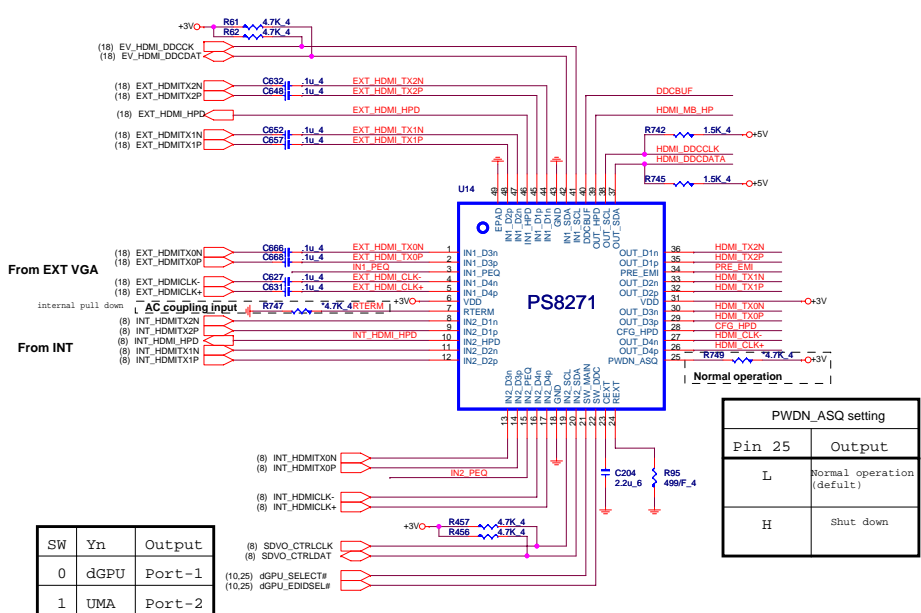 +3V
R61 4.7K_4
R62 4.7K_4
(18) EV_HDMI_DDCCK
(18) EV_HDMI_DDCDAT
(18) EXT_HDMITX2N C632 .1u_4 EXT_HDMI_TX2N
(18) EXT_HDMITX2P C648 .1u_4 EXT_HDMI_TX2P
DDCBUF
(18) EXT_HDMI_HPD EXT_HDMI_HPD
HDMI_MB_HP
(18) EXT_HDMITX1N C652 .1u_4 EXT_HDMI_TX1N
(18) EXT_HDMITX1P C657 .1u_4 EXT_HDMI_TX1P
R742 1.5K_4 +5V
HDMI_DDCCLK
HDMI_DDCDATA
R745 1.5K_4 +5V
U14
49 48 47 46 45 44 43 42 41 40 39 38 37
EPAD IN1_D2p IN1_D2n IN1_HPD IN1_D1p IN1_D1n GND IN1_SDA IN1_SCL DDCBUF OUT_HPD OUT_SCL OUT_SDA
From EXT VGA
(18) EXT_HDMITX0N C666 .1u_4 EXT_HDMI_TX0N 1 IN1_D3n
(18) EXT_HDMITX0P C668 .1u_4 EXT_HDMI_TX0P 2 IN1_D3p
IN1_PEQ 3 IN1_PEQ
(18) EXT_HDMICLK- C627 .1u_4 EXT_HDMI_CLK- 4 IN1_D4n
(18) EXT_HDMICLK+ C631 .1u_4 EXT_HDMI_CLK+ 5 IN1_D4p
+3V 6 VDD
internal pull down AC coupling input R747 *4.7K_4 RTERM 7 RTERM
From INT
(8) INT_HDMITX2N 8 IN2_D1n
(8) INT_HDMITX2P 9 IN2_D1p
(8) INT_HDMI_HPD INT_HDMI_HPD 10 IN2_HPD
(8) INT_HDMITX1N 11 IN2_D2n
(8) INT_HDMITX1P 12 IN2_D2p
PS8271
OUT_D1n 36 HDMI_TX2N
OUT_D1p 35 HDMI_TX2P
PRE_EMI 34 PRE_EMI
OUT_D2n 33 HDMI_TX1N
OUT_D2p 32 HDMI_TX1P
VDD 31 +3V
OUT_D3n 30 HDMI_TX0N
OUT_D3p 29 HDMI_TX0P
CFG_HPD 28 CFG_HPD
OUT_D4n 27 HDMI_CLK-
OUT_D4p 26 HDMI_CLK+
PWDN_ASQ 25 R749 *4.7K_4 +3V
Normal operation
IN2_D3n IN2_D3p IN2_PEQ IN2_D4n IN2_D4p GND IN2_SCL IN2_SDA SW_MAIN SW_DDC CEXT REXT
13 14 15 16 17 18 19 20 21 22 23 24
(8) INT_HDMITX0N
(8) INT_HDMITX0P
IN2_PEQ
(8) INT_HDMICLK-
(8) INT_HDMICLK+
C204
2.2u_6
R95
499/F_4
+3V R457 4.7K_4
R456 4.7K_4
(8) SDVO_CTRLCLK
(8) SDVO_CTRLDAT
(10,25) dGPU_SELECT#
(10,25) dGPU_EDIDSEL#
PWDN_ASQ setting
Pin 25 Output
L Normal operation
(defult)
H Shut down
SW Yn Output
0 dGPU Port-1
1 UMA Port-2